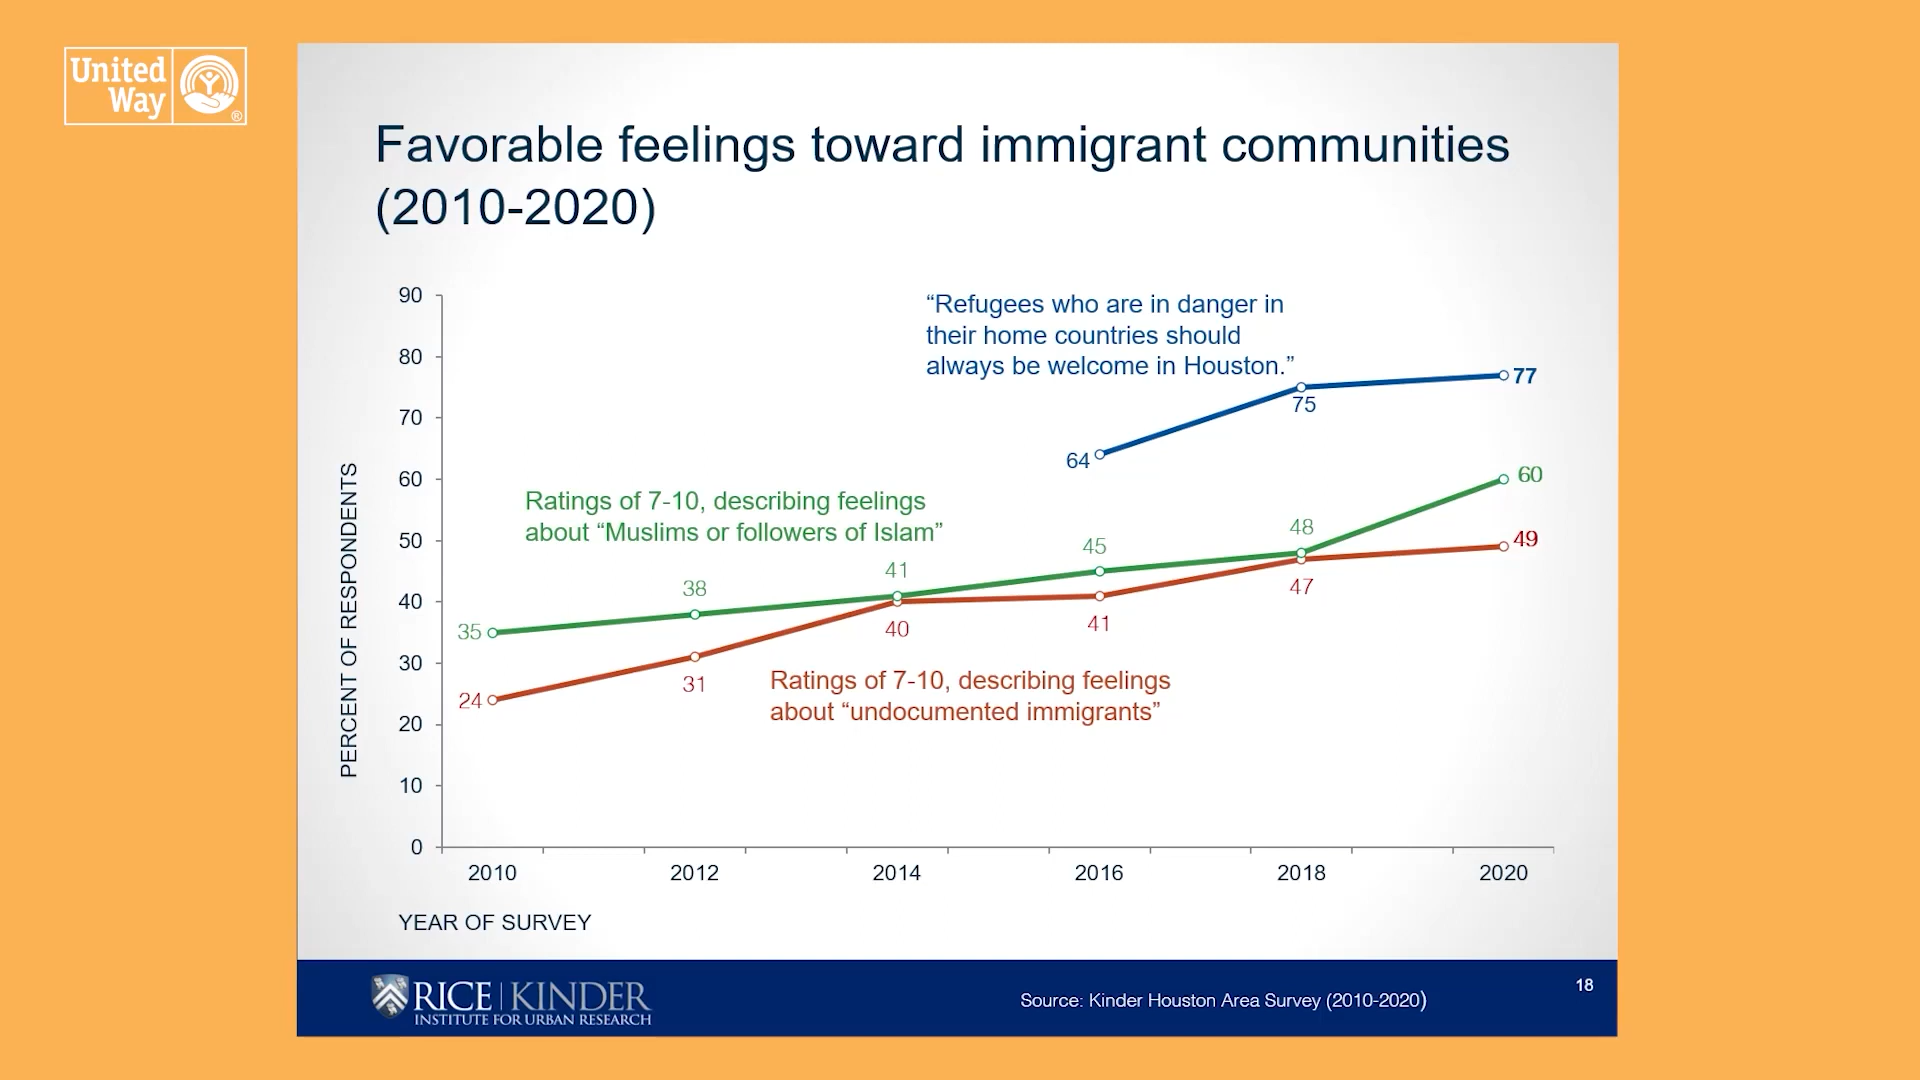 United
Way
®
Favorable feelings toward immigrant communities
(2010-2020)
“Refugees who are in danger in
their home countries should
always be welcome in Houston.”
Ratings of 7-10, describing feelings
about “Muslims or followers of Islam”
Ratings of 7-10, describing feelings
about “undocumented immigrants”
PERCENT OF RESPONDENTS
90
80
70
60
50
40
30
20
10
0
64
75
77
35
38
41
45
48
60
24
31
40
41
47
49
2010 2012 2014 2016 2018 2020
YEAR OF SURVEY
RICE | KINDER
INSTITUTE FOR URBAN RESEARCH
Source: Kinder Houston Area Survey (2010-2020)
18